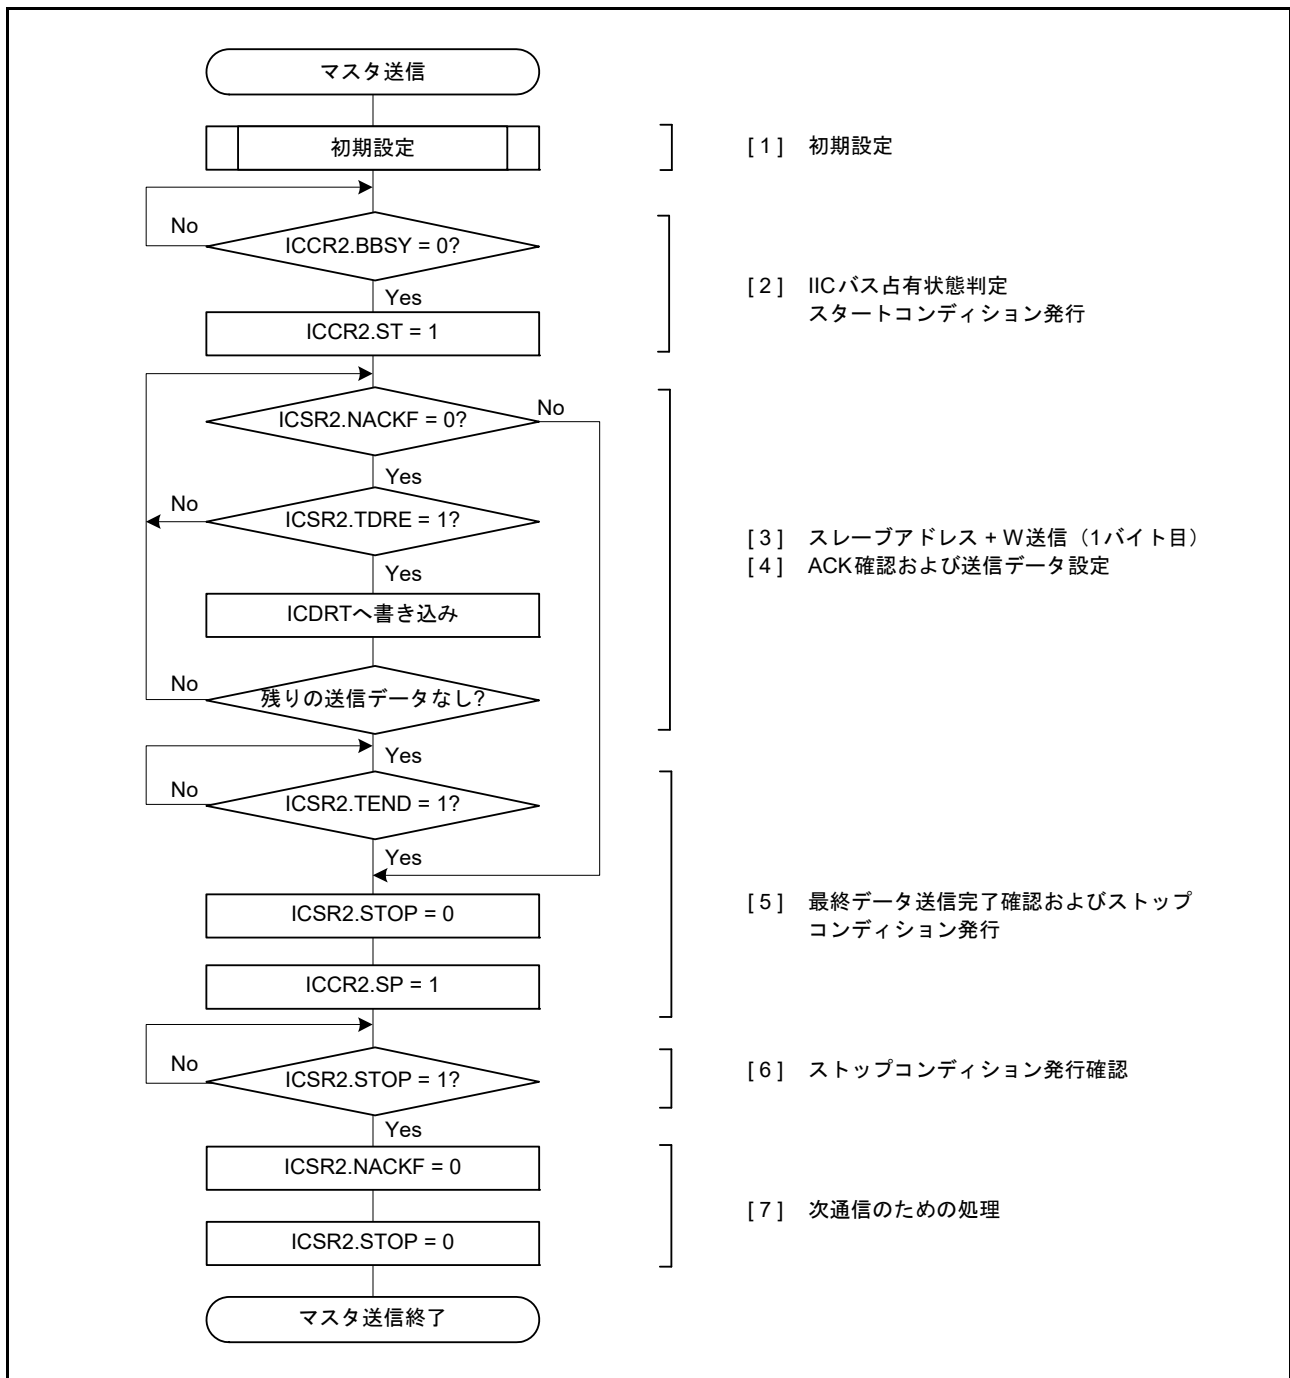 マスタ送信
初期設定
[ 1 ] 初期設定
No
ICCR2.BBSY = 0?
Yes
ICCR2.ST = 1
[ 2 ] IICバス占有状態判定
スタートコンディション発行
ICSR2.NACKF = 0?
No
Yes
No
ICSR2.TDRE = 1?
Yes
ICDRTへ書き込み
No
残りの送信データなし?
Yes
[ 3 ] スレーブアドレス + W送信（1バイト目）
[ 4 ] ACK確認および送信データ設定
No
ICSR2.TEND = 1?
Yes
ICSR2.STOP = 0
ICCR2.SP = 1
[ 5 ] 最終データ送信完了確認およびストップ
コンディション発行
No
ICSR2.STOP = 1?
Yes
[ 6 ] ストップコンディション発行確認
ICSR2.NACKF = 0
ICSR2.STOP = 0
[ 7 ] 次通信のための処理
マスタ送信終了